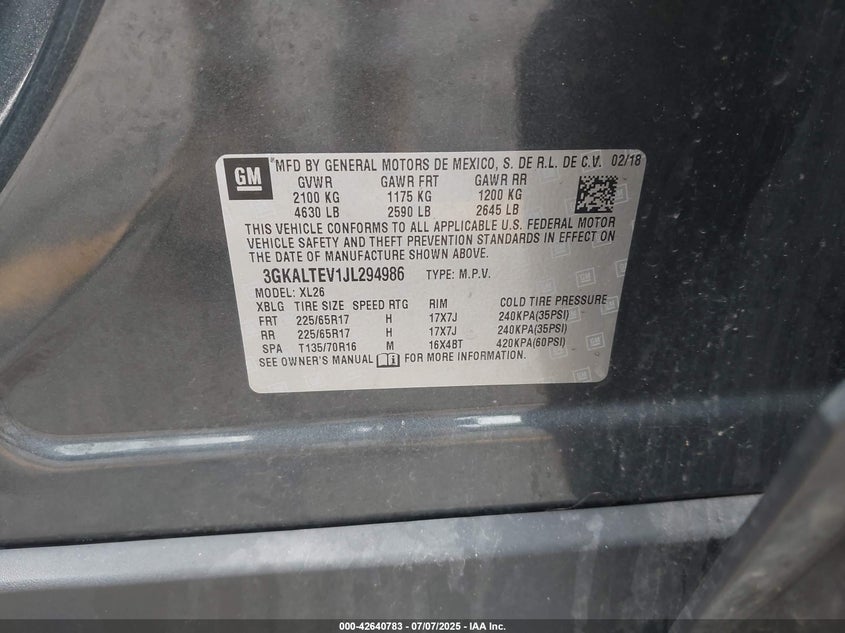 GM
*MFD BY GENERAL MOTORS DE MEXICO, S. DE R.L. DE C.V. 02/18
GVWR GAWR FRT GAWR RR
2100 KG 1175 KG 1200 KG
4630 LB 2590 LB 2645 LB
THIS VEHICLE CONFORMS TO ALL APPLICABLE U.S. FEDERAL MOTOR
VEHICLE SAFETY AND THEFT PREVENTION STANDARDS IN EFFECT ON
THE DATE OF MANUFACTURE SHOWN ABOVE.
3GKALTEV1JL294986 TYPE: M.P.V.
MODEL: XL26
XBLG TIRE SIZE SPEED RTG RIM COLD TIRE PRESSURE
FRT 225/65R17 H 17X7J 240KPA(35PSI)
RR 225/65R17 H 17X7J 240KPA(35PSI)
SPA T135/70R16 M 16X4BT 420KPA(60PSI)
SEE OWNER'S MANUAL FOR MORE INFORMATION.
000-42640783 - 07/07/2025 - IAA Inc.